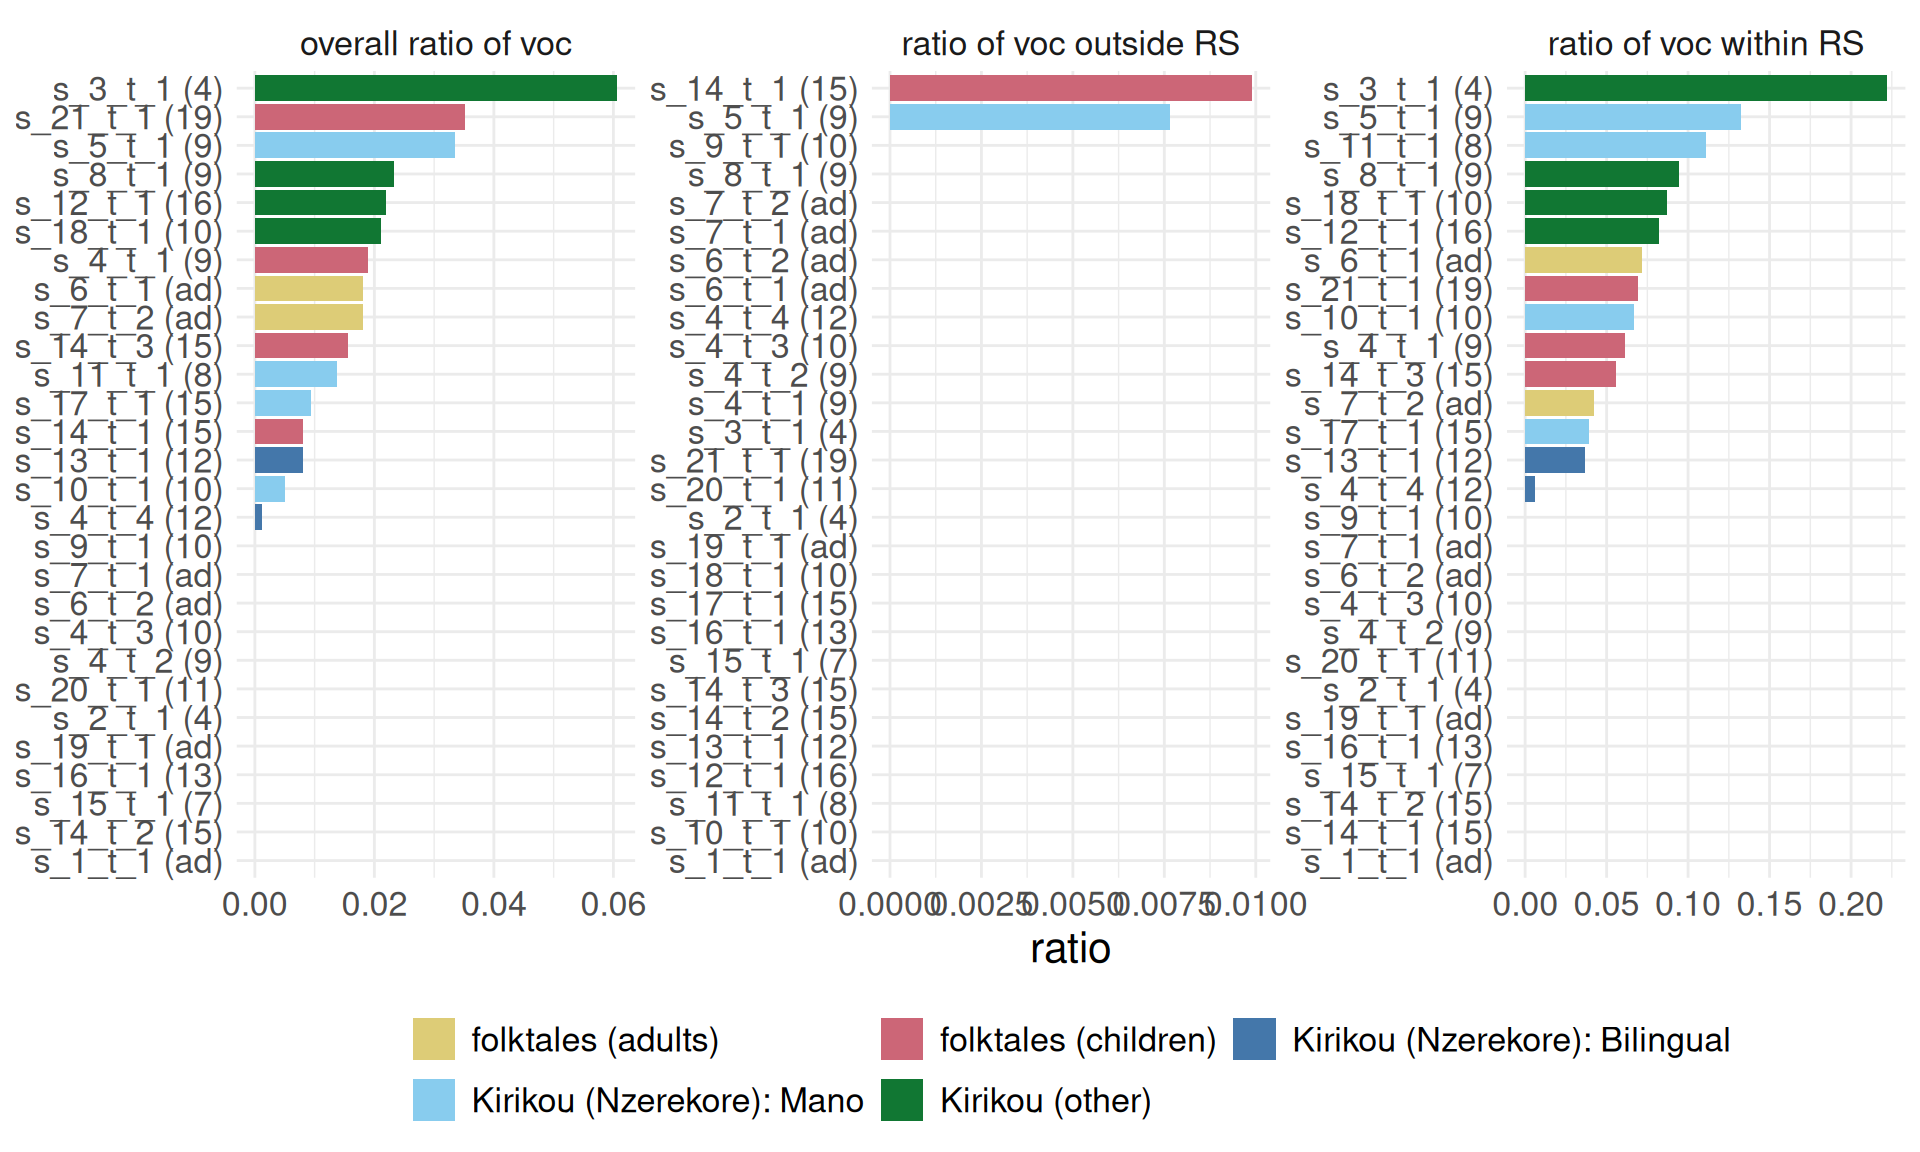 overall ratio of voc
s_3_t_1 (4)
s_21_t_1 (19)
s_5_t_1 (9)
s_8_t_1 (9)
s_12_t_1 (16)
s_18_t_1 (10)
s_4_t_1 (9)
s_6_t_1 (ad)
s_7_t_2 (ad)
s_14_t_3 (15)
s_11_t_1 (8)
s_17_t_1 (15)
s_14_t_1 (15)
s_13_t_1 (12)
s_10_t_1 (10)
s_4_t_4 (12)
s_9_t_1 (10)
s_7_t_1 (ad)
s_6_t_2 (ad)
s_4_t_3 (10)
s_4_t_2 (9)
s_20_t_1 (11)
s_2_t_1 (4)
s_19_t_1 (ad)
s_16_t_1 (13)
s_15_t_1 (7)
s_14_t_2 (15)
s_1_t_1 (ad)
0.00 0.02 0.04 0.06
ratio of voc outside RS
s_14_t_1 (15)
s_5_t_1 (9)
s_9_t_1 (10)
s_8_t_1 (9)
s_7_t_2 (ad)
s_7_t_1 (ad)
s_6_t_2 (ad)
s_6_t_1 (ad)
s_4_t_4 (12)
s_4_t_3 (10)
s_4_t_2 (9)
s_4_t_1 (9)
s_3_t_1 (4)
s_21_t_1 (19)
s_20_t_1 (11)
s_2_t_1 (4)
s_19_t_1 (ad)
s_18_t_1 (10)
s_17_t_1 (15)
s_16_t_1 (13)
s_15_t_1 (7)
s_14_t_3 (15)
s_14_t_2 (15)
s_13_t_1 (12)
s_12_t_1 (16)
s_11_t_1 (8)
s_10_t_1 (10)
s_1_t_1 (ad)
0.0000 0.0025 0.0050 0.0075 0.0100
ratio of voc within RS
s_3_t_1 (4)
s_5_t_1 (9)
s_11_t_1 (8)
s_8_t_1 (9)
s_18_t_1 (10)
s_12_t_1 (16)
s_6_t_1 (ad)
s_21_t_1 (19)
s_10_t_1 (10)
s_4_t_1 (9)
s_14_t_3 (15)
s_7_t_2 (ad)
s_17_t_1 (15)
s_13_t_1 (12)
s_4_t_4 (12)
s_9_t_1 (10)
s_7_t_1 (ad)
s_6_t_2 (ad)
s_4_t_3 (10)
s_4_t_2 (9)
s_20_t_1 (11)
s_2_t_1 (4)
s_19_t_1 (ad)
s_16_t_1 (13)
s_15_t_1 (7)
s_14_t_2 (15)
s_14_t_1 (15)
s_1_t_1 (ad)
0.00 0.05 0.10 0.15 0.20
ratio
folktales (adults)
folktales (children)
Kirikou (Nzerekore): Bilingual
Kirikou (Nzerekore): Mano
Kirikou (other)